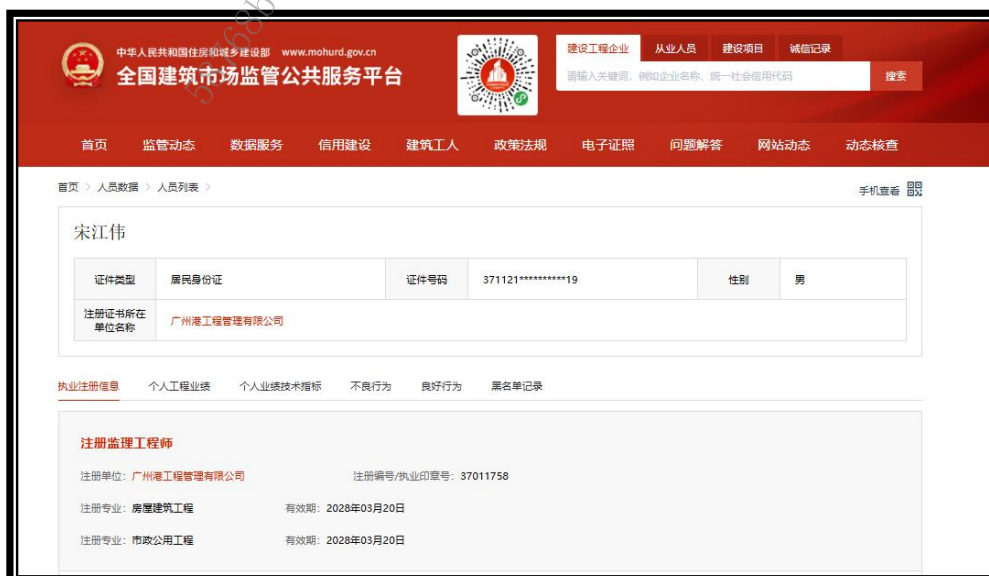 中华人民共和国住房和城乡建设部 www.mohurd.gov.cn
全国建筑市场监管公共服务平台
建设工程企业 从业人员 建设项目 诚信记录
请输入关键词，例如企业名称、统一社会信用代码 搜索
首页 监管动态 数据服务 信用建设 建筑工人 政策法规 电子证照 问题解答 网站动态 动态核查
首页 > 人员数据 > 人员列表 >
手机查看
宋江伟
证件类型 居民身份证 证件号码 371121**********19 性别 男
注册证书所在
单位名称
广州港工程管理有限公司
执业注册信息 个人工程业绩 个人业绩技术指标 不良行为 良好行为 黑名单记录
注册监理工程师
注册单位：广州港工程管理有限公司 注册编号/执业印章号：37011758
注册专业：房屋建筑工程 有效期：2028年03月20日
注册专业：市政公用工程 有效期：2028年03月20日